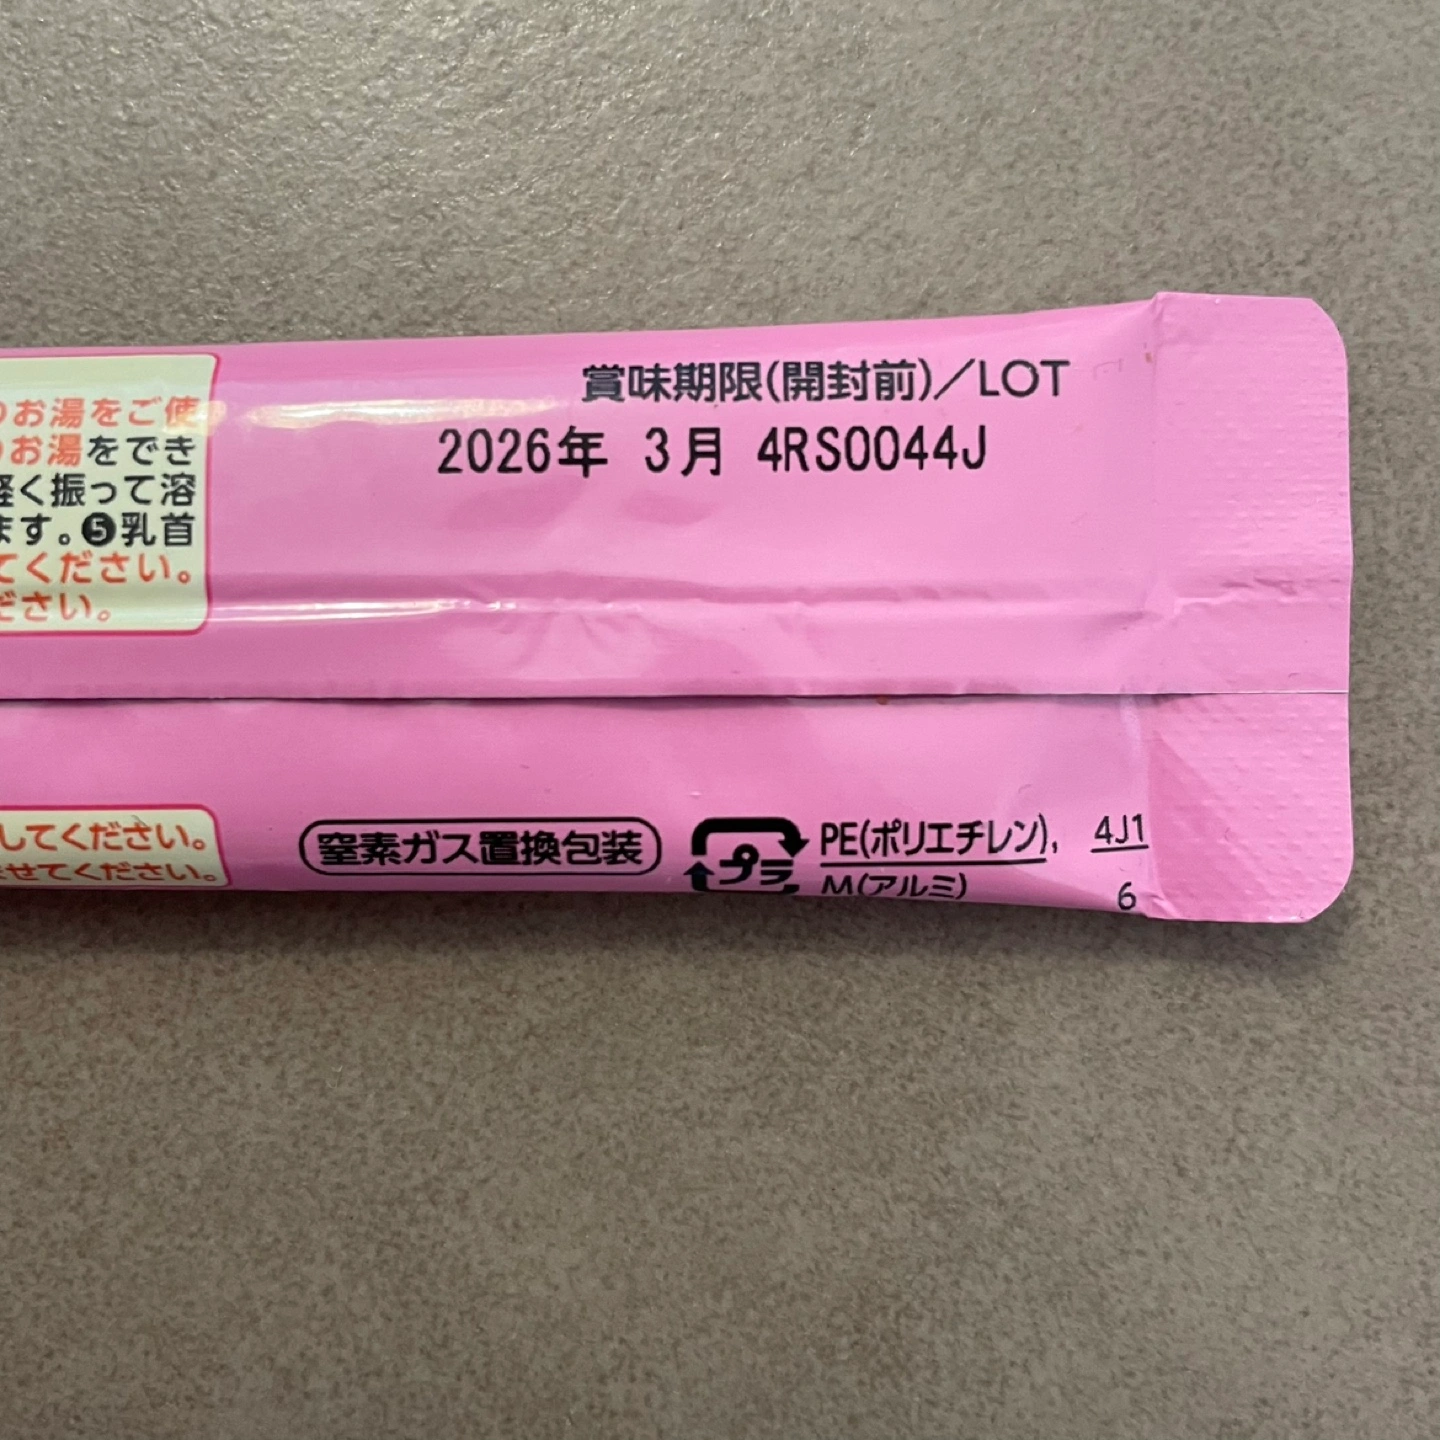 賞味期限(開封前)/LOT
2026年 3月 4RS0044J
お湯をご使
お湯をでき
軽く振って溶
ます。❺乳首
てください。
ださい。
してください。
ませてください。
窒素ガス置換包装
プラ
PE(ポリエチレン),
M(アルミ)
4J1
6